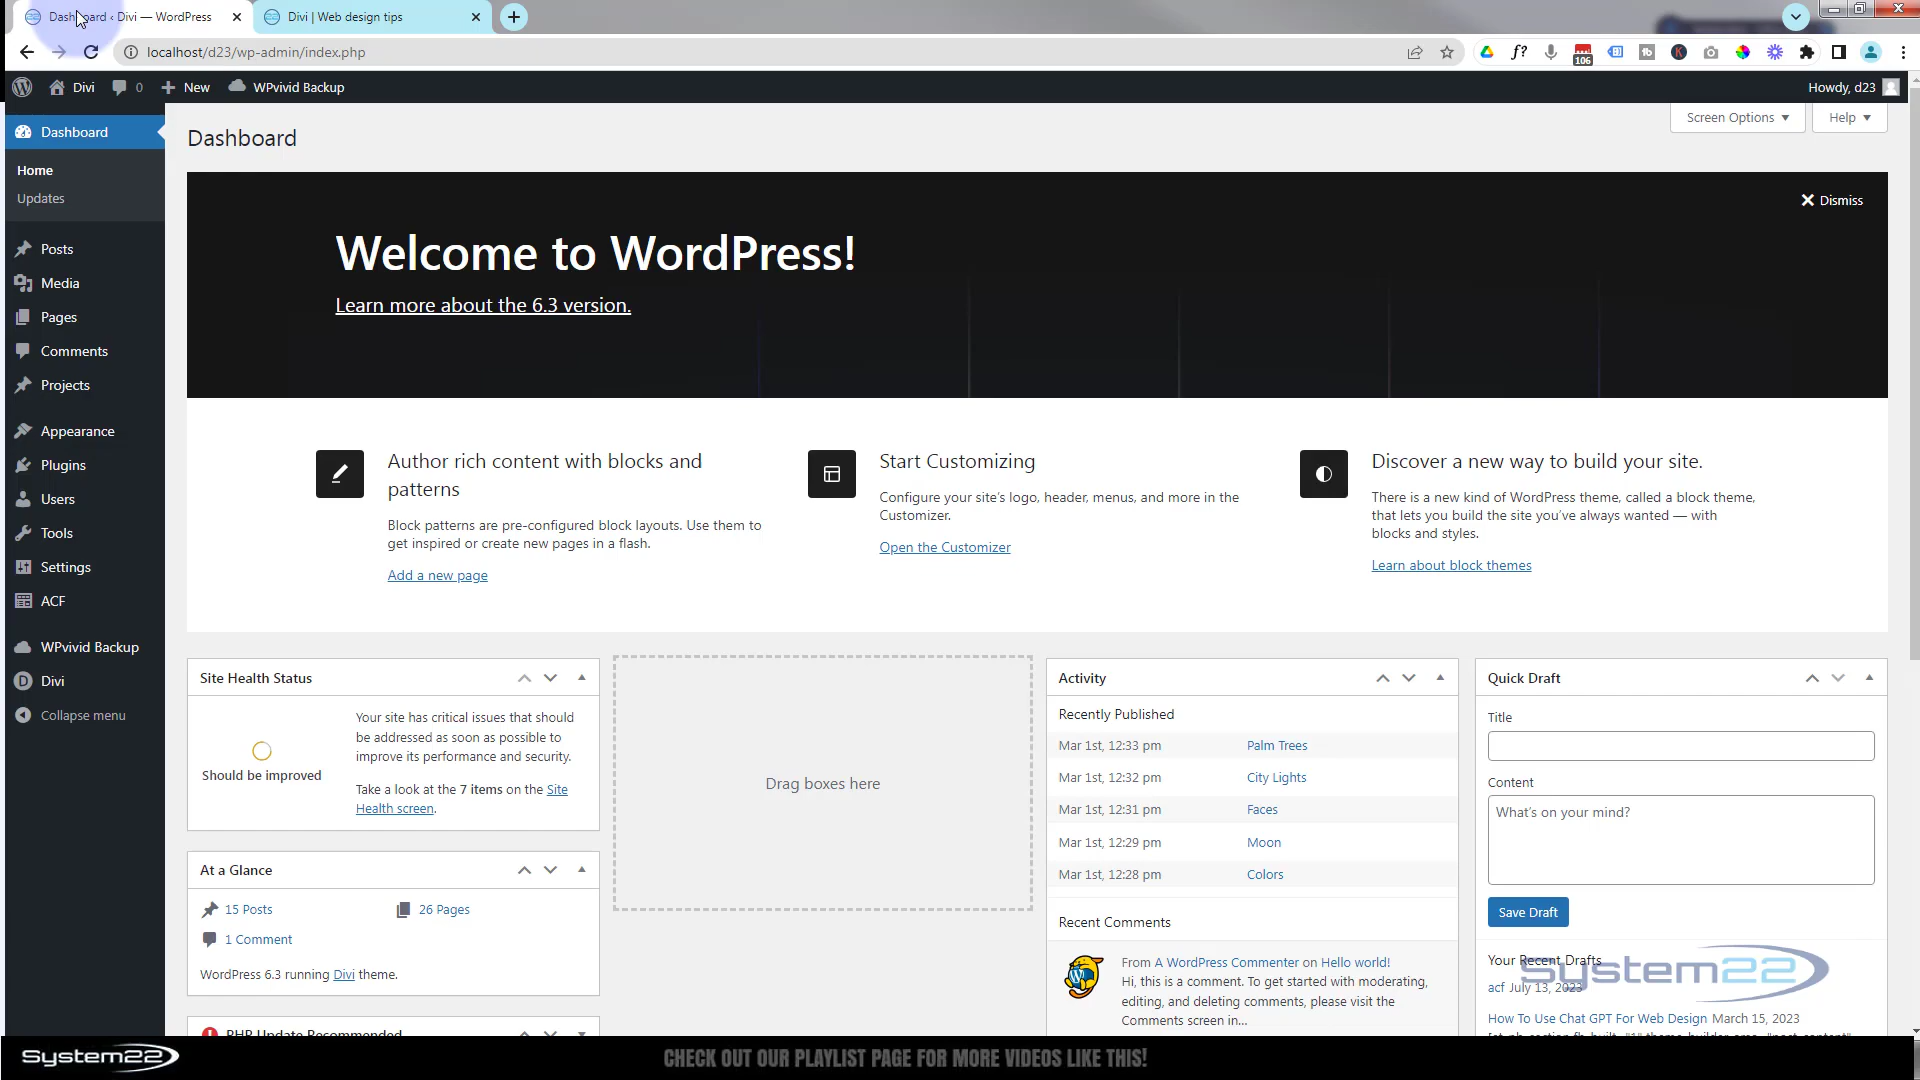 Dashboard ‹ Divi — WordPress
Divi | Web design tips
localhost/d23/wp-admin/index.php
f?
106
Divi
0
New
WPvivid Backup
Howdy, d23
Dashboard
Home
Updates
Posts
Media
Pages
Comments
Projects
Appearance
Plugins
Users
Tools
Settings
ACF
WPvivid Backup
Divi
Collapse menu
Dashboard
Screen Options
Help
Dismiss
Welcome to WordPress!
Learn more about the 6.3 version.
Author rich content with blocks and
patterns
Block patterns are pre-configured block layouts. Use them to
get inspired or create new pages in a flash.
Add a new page
Start Customizing
Configure your site's logo, header, menus, and more in the
Customizer.
Open the Customizer
Discover a new way to build your site.
There is a new kind of WordPress theme, called a block theme,
that lets you build the site you've always wanted — with
blocks and styles.
Learn about block themes
Site Health Status
Should be improved
Your site has critical issues that should
be addressed as soon as possible to
improve its performance and security.
Take a look at the 7 items on the Site
Health screen.
At a Glance
15 Posts
26 Pages
1 Comment
WordPress 6.3 running Divi theme.
PHP Update Recommended
Drag boxes here
Activity
Recently Published
Mar 1st, 12:33 pm Palm Trees
Mar 1st, 12:32 pm City Lights
Mar 1st, 12:31 pm Faces
Mar 1st, 12:29 pm Moon
Mar 1st, 12:28 pm Colors
Recent Comments
From A WordPress Commenter on Hello world!
Hi, this is a comment. To get started with moderating,
editing, and deleting comments, please visit the
Comments screen in...
Quick Draft
Title
Content
What's on your mind?
Save Draft
Your Recent Drafts
acf July 13, 2023
How To Use Chat GPT For Web Design March 15, 2023
System22
System22
CHECK OUT OUR PLAYLIST PAGE FOR MORE VIDEOS LIKE THIS!